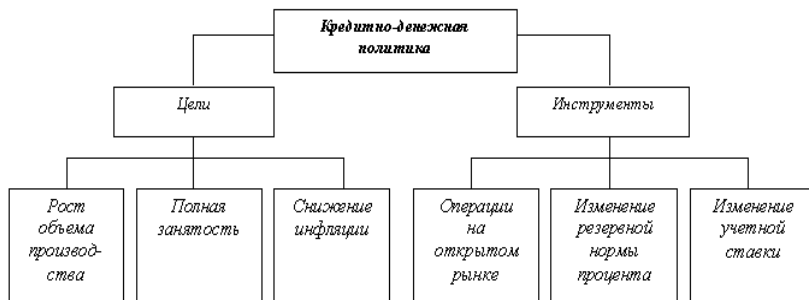 Кредитно-денежная
политика
Цели
Инструменты
Рост
объема
производ-
ства
Полная
занятость
Снижение
инфляции
Операции
на
открытом
рынке
Изменение
резервной
нормы
процента
Изменение
учетной
ставки